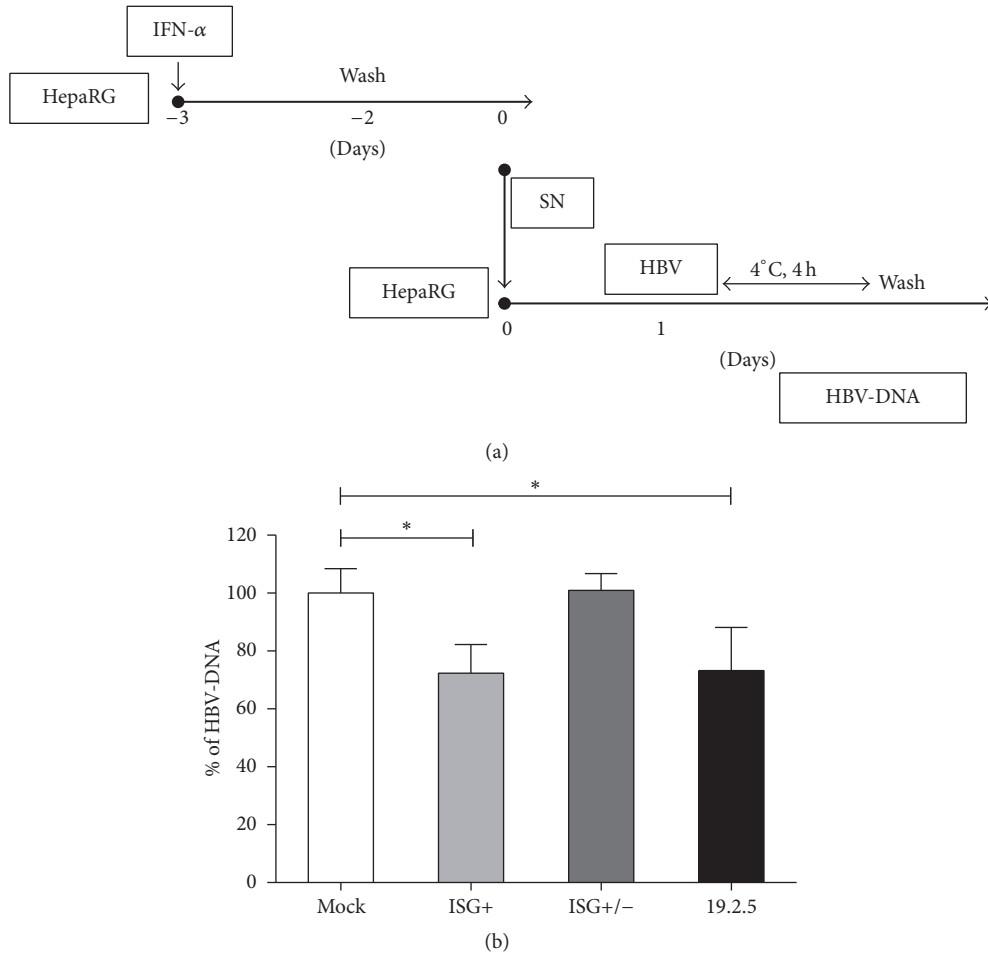 IFN-α
HepaRG
Wash
−3 −2 0
(Days)
SN
HepaRG
HBV
4°C, 4 h
Wash
0 1
(Days)
HBV-DNA
(a)
*
*
% of HBV-DNA
120
100
80
60
40
20
0
Mock ISG+ ISG+/− 19.2.5
(b)